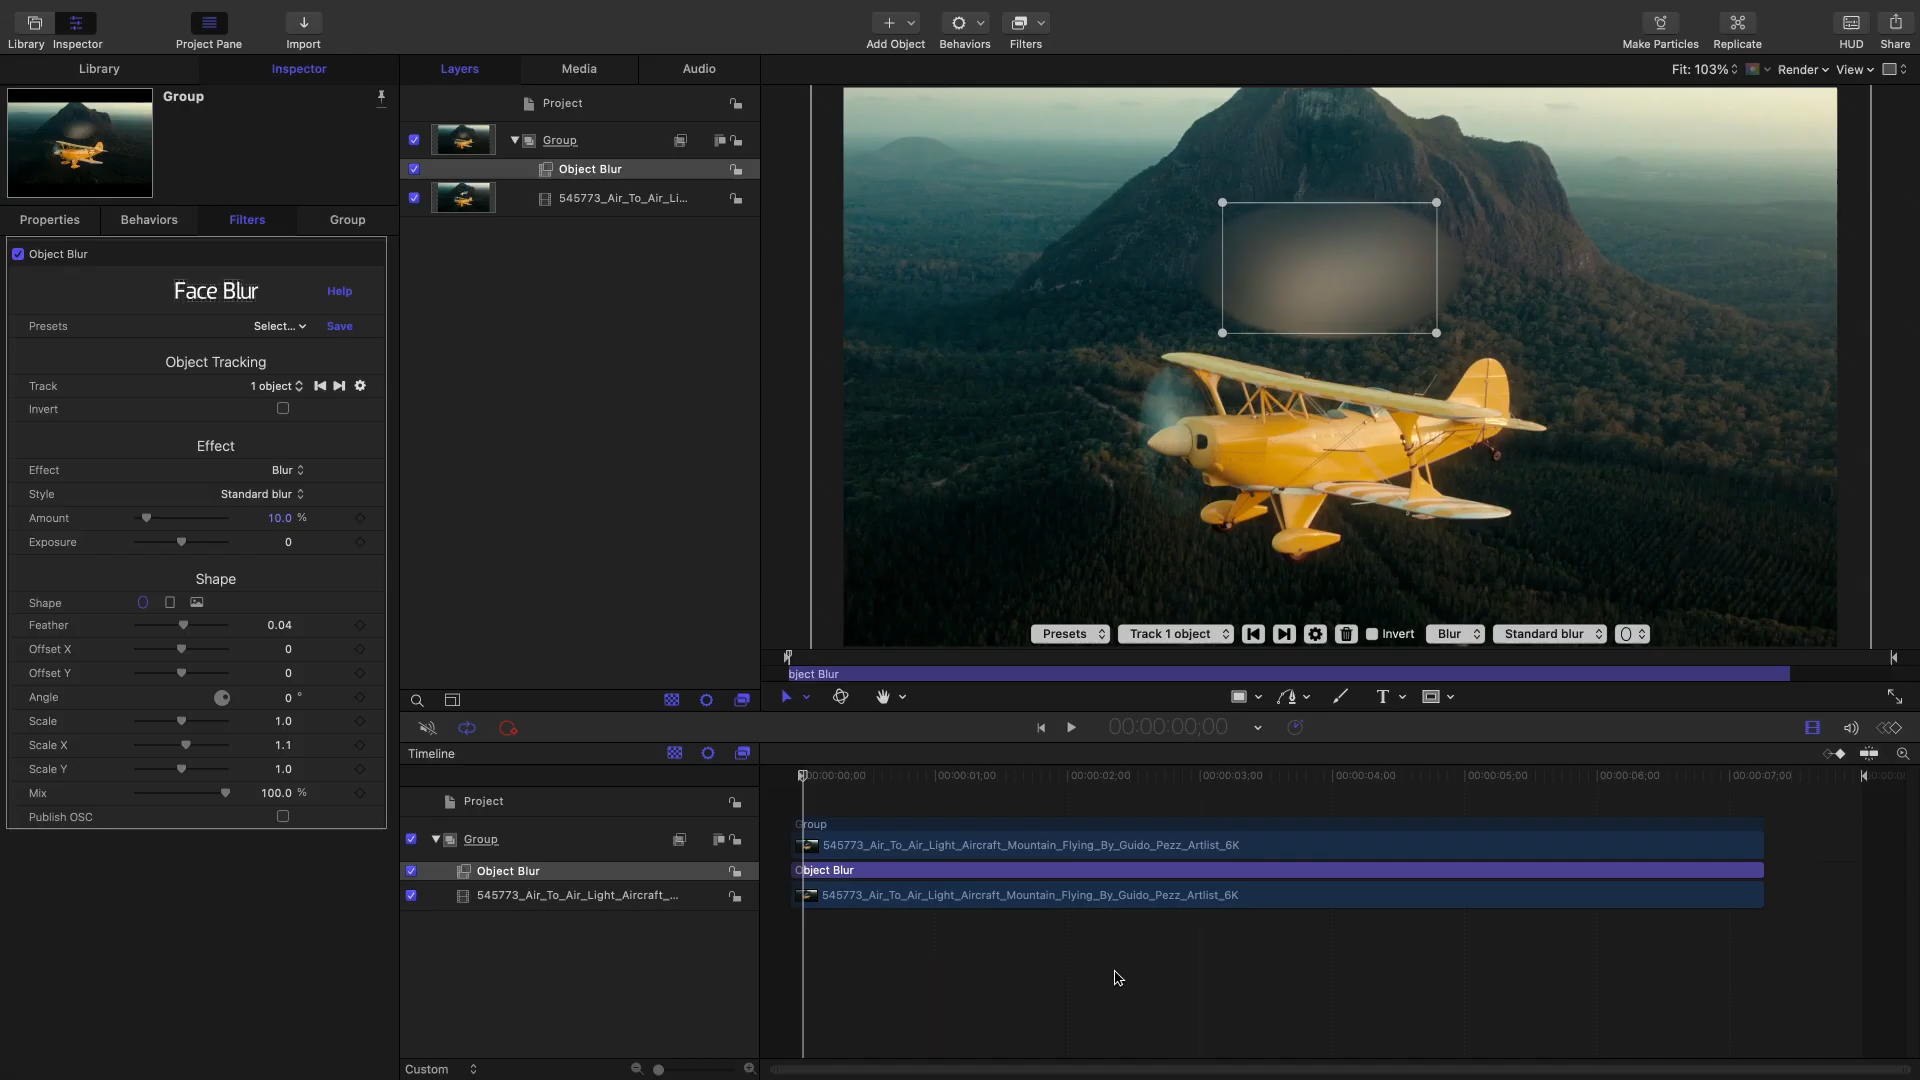 Library
Inspector
Project Pane
Import
Add Object
Behaviors
Filters
Make Particles
Replicate
HUD
Share
Library
Inspector
Layers
Media
Audio
Fit: 103%
Render
View
Group
Project
Group
Object Blur
545773_Air_To_Air_Li...
Properties
Behaviors
Filters
Group
Object Blur
Face Blur
Help
Presets
Select...
Save
Object Tracking
Track
1 object
Invert
Effect
Effect
Blur
Style
Standard blur
Amount
10.0 %
Exposure
0
Shape
Shape
Feather
0.04
Offset X
0
Offset Y
0
Angle
0 °
Scale
1.0
Scale X
1.1
Scale Y
1.0
Mix
100.0 %
Publish OSC
Presets
Track 1 object
Invert
Blur
Standard blur
bject Blur
T
00:00:00;00
Timeline
00:00:00;00
00:00:01;00
00:00:02;00
00:00:03;00
00:00:04;00
00:00:05;00
00:00:06;00
00:00:07;00
Project
Group
Group
545773_Air_To_Air_Light_Aircraft_Mountain_Flying_By_Guido_Pezz_Artlist_6K
Object Blur
Object Blur
545773_Air_To_Air_Light_Aircraft_...
545773_Air_To_Air_Light_Aircraft_Mountain_Flying_By_Guido_Pezz_Artlist_6K
Custom